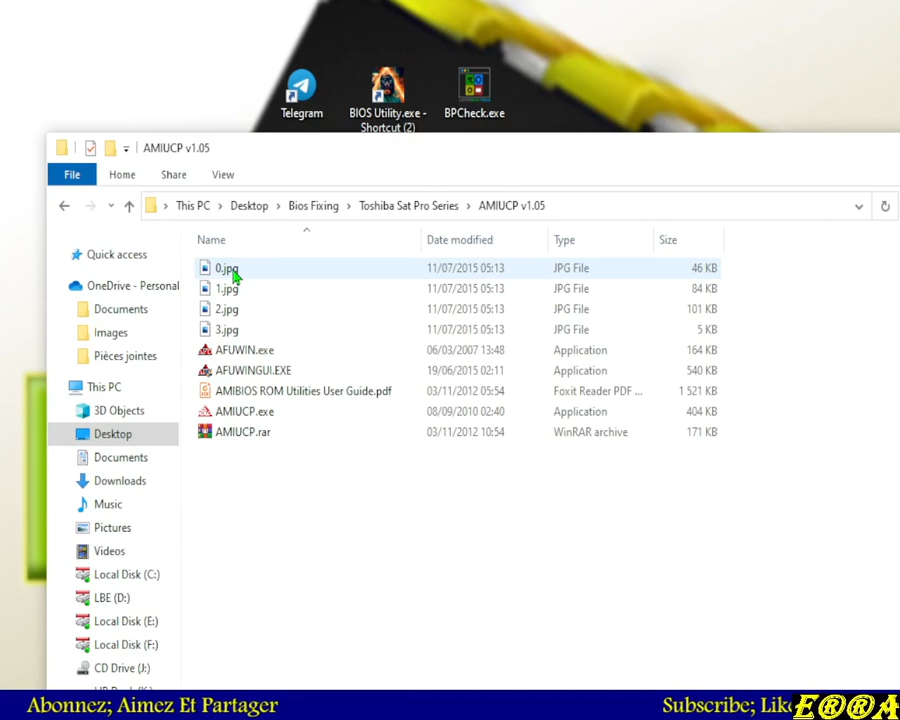 Telegram
BIOS Utility.exe -
Shortcut (2)
BPCheck.exe
AMIUCP v1.05
File Home Share View
This PC Desktop Bios Fixing Toshiba Sat Pro Series AMIUCP v1.05
Name Date modified Type Size
Quick access
OneDrive - Personal
Documents
Images
Pièces jointes
This PC
3D Objects
Desktop
Documents
Downloads
Music
Pictures
Videos
Local Disk (C:)
LBE (D:)
Local Disk (E:)
Local Disk (F:)
CD Drive (J:)
0.jpg 11/07/2015 05:13 JPG File 46 KB
1.jpg 11/07/2015 05:13 JPG File 84 KB
2.jpg 11/07/2015 05:13 JPG File 101 KB
3.jpg 11/07/2015 05:13 JPG File 5 KB
AFUWIN.exe 06/03/2007 13:48 Application 164 KB
AFUWINGUI.EXE 19/06/2015 02:11 Application 540 KB
AMIBIOS ROM Utilities User Guide.pdf 03/11/2012 05:54 Foxit Reader PDF ... 1 521 KB
AMIUCP.exe 08/09/2010 02:40 Application 404 KB
AMIUCP.rar 03/11/2012 10:54 WinRAR archive 171 KB
Abonnez; Aimez Et Partager Subscribe; Like ERRA